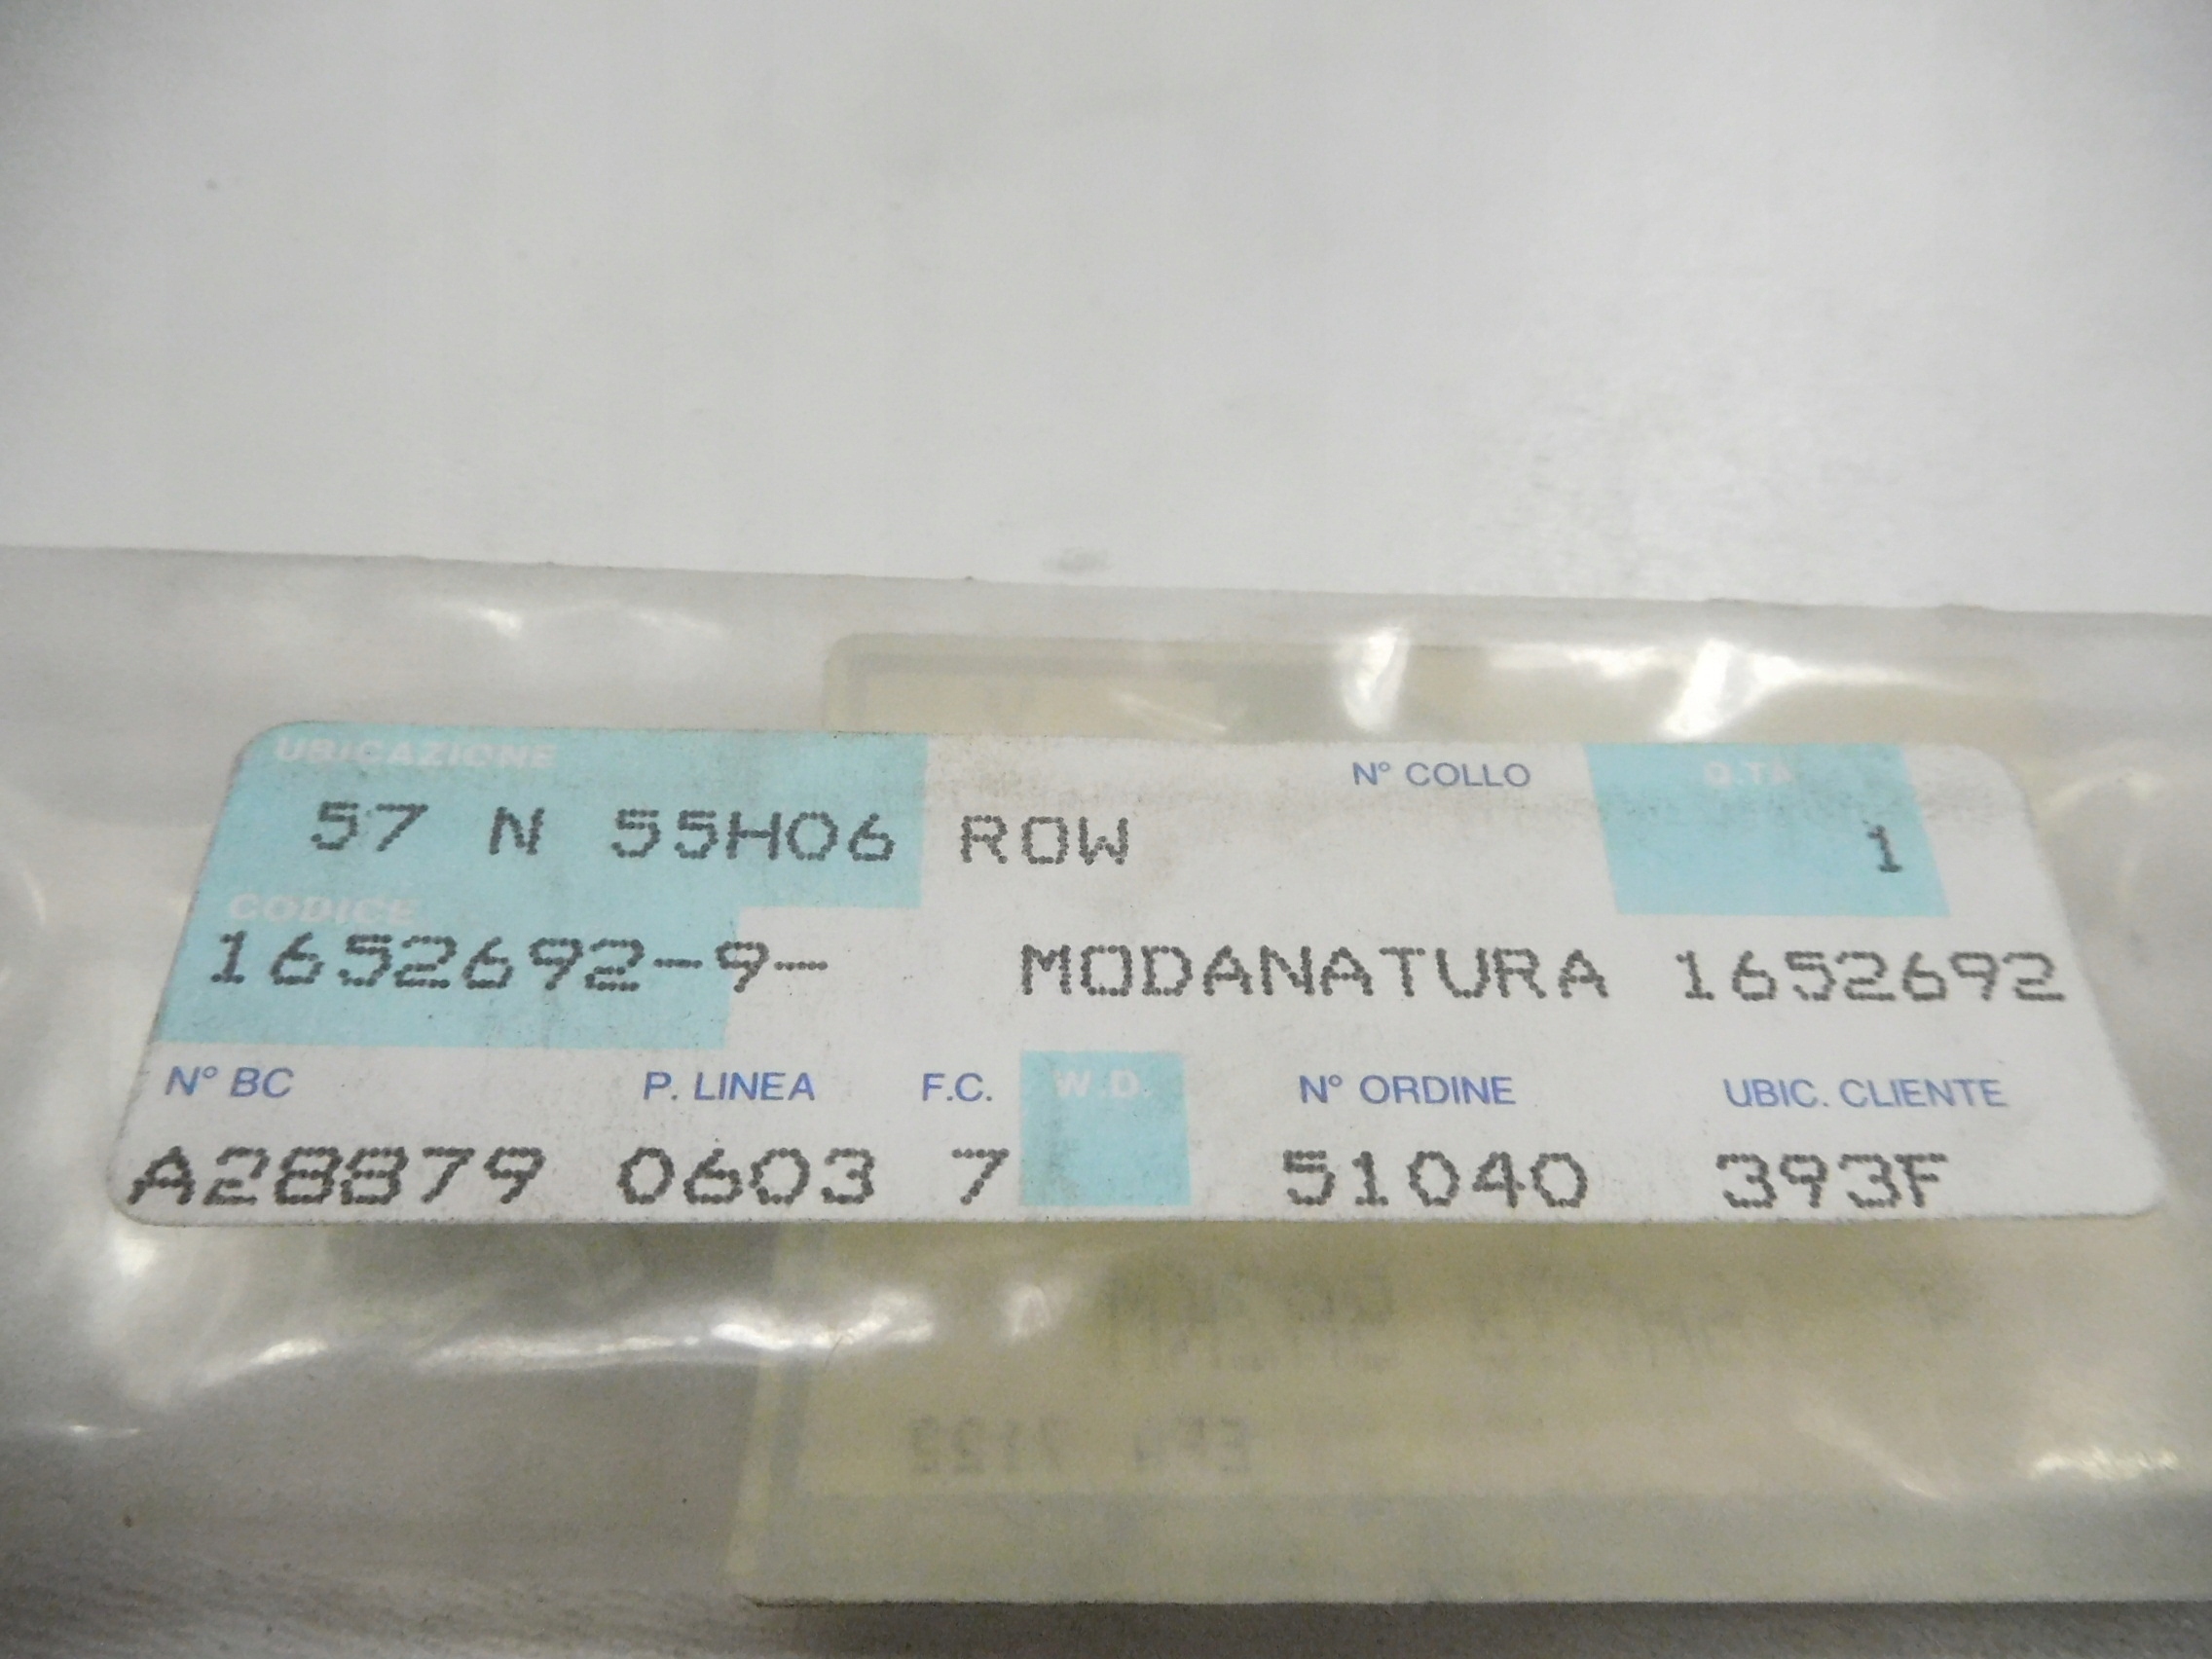 UBICAZIONE N° COLLO Q.TÀ
57 N 55H06 ROW 1
CODICE
1652692-9- MODANATURA 1652692
N° BC P. LINEA F.C. W.D. N° ORDINE UBIC. CLIENTE
A28879 0603 7 51040 393F